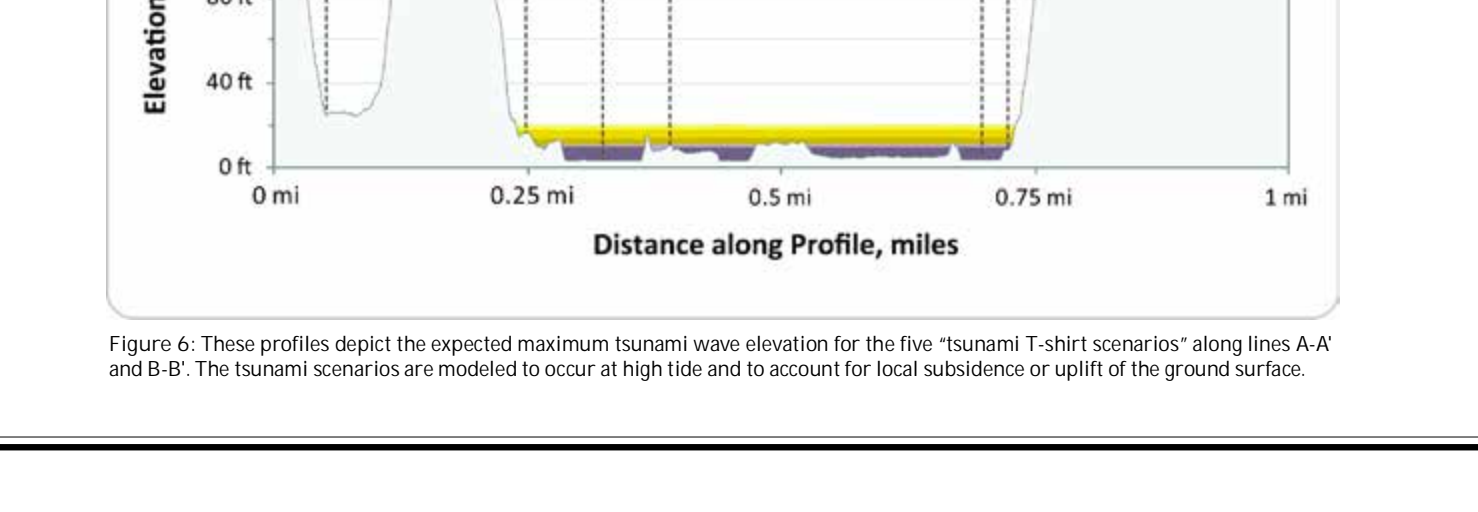 Elevation
40 ft
0 ft
0 mi 0.25 mi 0.5 mi 0.75 mi 1 mi
Distance along Profile, miles
Figure 6: These profiles depict the expected maximum tsunami wave elevation for the five “tsunami T-shirt scenarios” along lines A-A'
and B-B'. The tsunami scenarios are modeled to occur at high tide and to account for local subsidence or uplift of the ground surface.